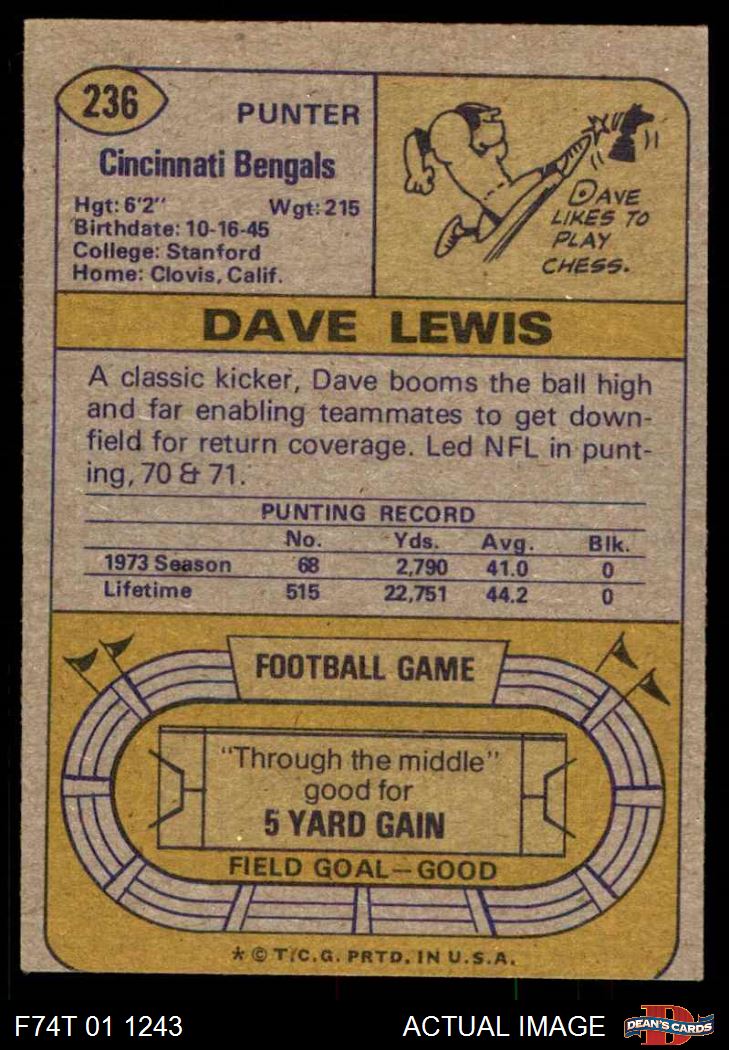 236
PUNTER
Cincinnati Bengals
Hgt: 6'2" Wgt: 215
Birthdate: 10-16-45
College: Stanford
Home: Clovis, Calif.
DAVE
LIKES TO
PLAY
CHESS.
DAVE LEWIS
A classic kicker, Dave booms the ball high
and far enabling teammates to get down-
field for return coverage. Led NFL in punt-
ing, 70 & 71.
PUNTING RECORD
No. Yds. Avg. Blk.
1973 Season 68 2,790 41.0 0
Lifetime 515 22,751 44.2 0
FOOTBALL GAME
"Through the middle"
good for
5 YARD GAIN
FIELD GOAL—GOOD
* © T.C.G. PRTD. IN U.S.A.
F74T 01 1243 ACTUAL IMAGE D DEAN'S CARDS